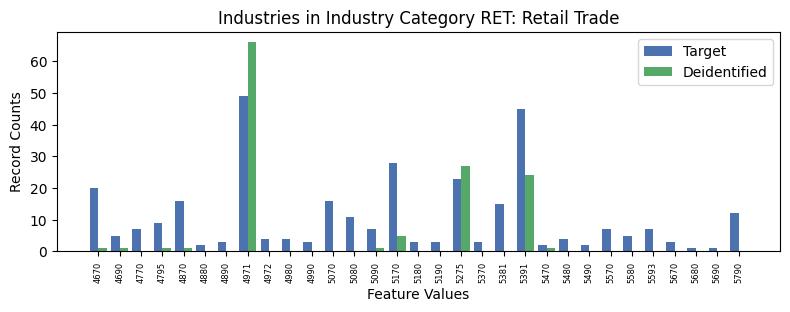 Industries in Industry Category RET: Retail Trade
Target
Deidentified
Record Counts
60
50
40
30
20
10
0
4670 4690 4770 4795 4870 4880 4890 4971 4972 4980 4990 5070 5080 5090 5170 5180 5190 5275 5370 5381 5391 5470 5480 5490 5570 5580 5593 5670 5680 5690 5790
Feature Values